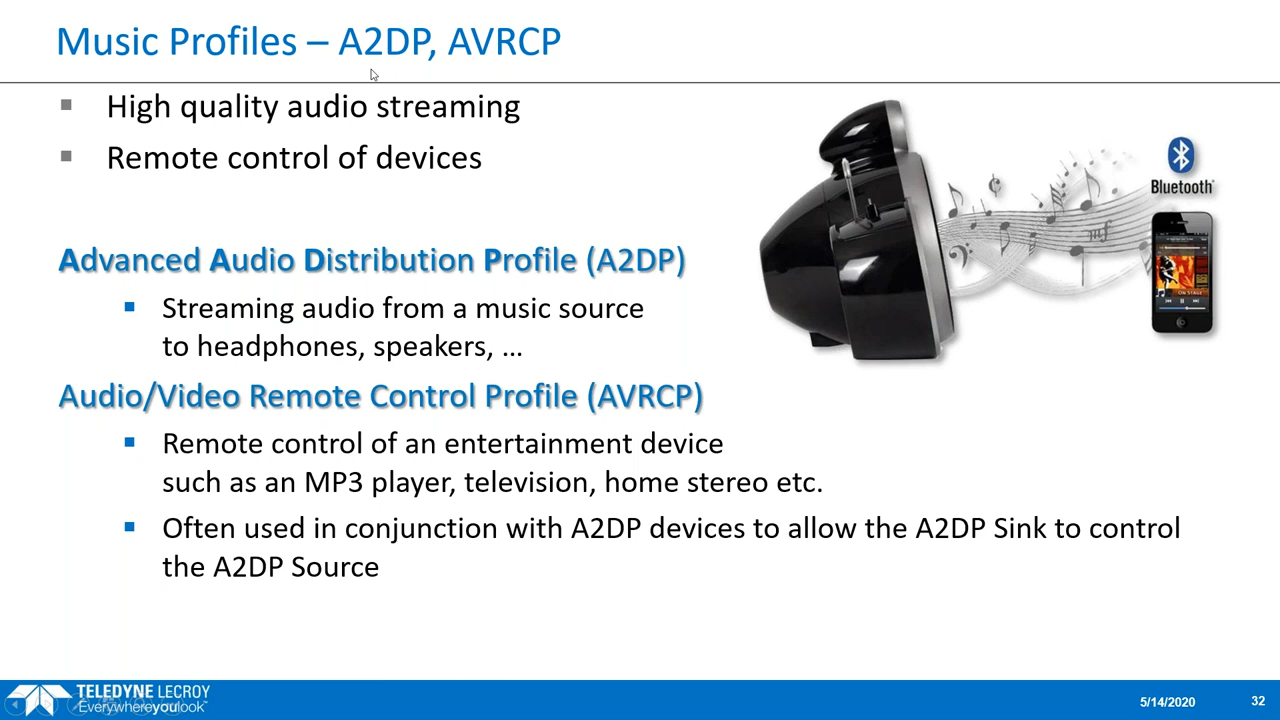 Music Profiles – A2DP, AVRCP
▪ High quality audio streaming
▪ Remote control of devices
Bluetooth
Advanced Audio Distribution Profile (A2DP)
▪ Streaming audio from a music source
to headphones, speakers, …
ON STAGE
Audio/Video Remote Control Profile (AVRCP)
▪ Remote control of an entertainment device
such as an MP3 player, television, home stereo etc.
▪ Often used in conjunction with A2DP devices to allow the A2DP Sink to control
the A2DP Source
TELEDYNE LECROY
Everywhereyoulook™
5/14/2020
32